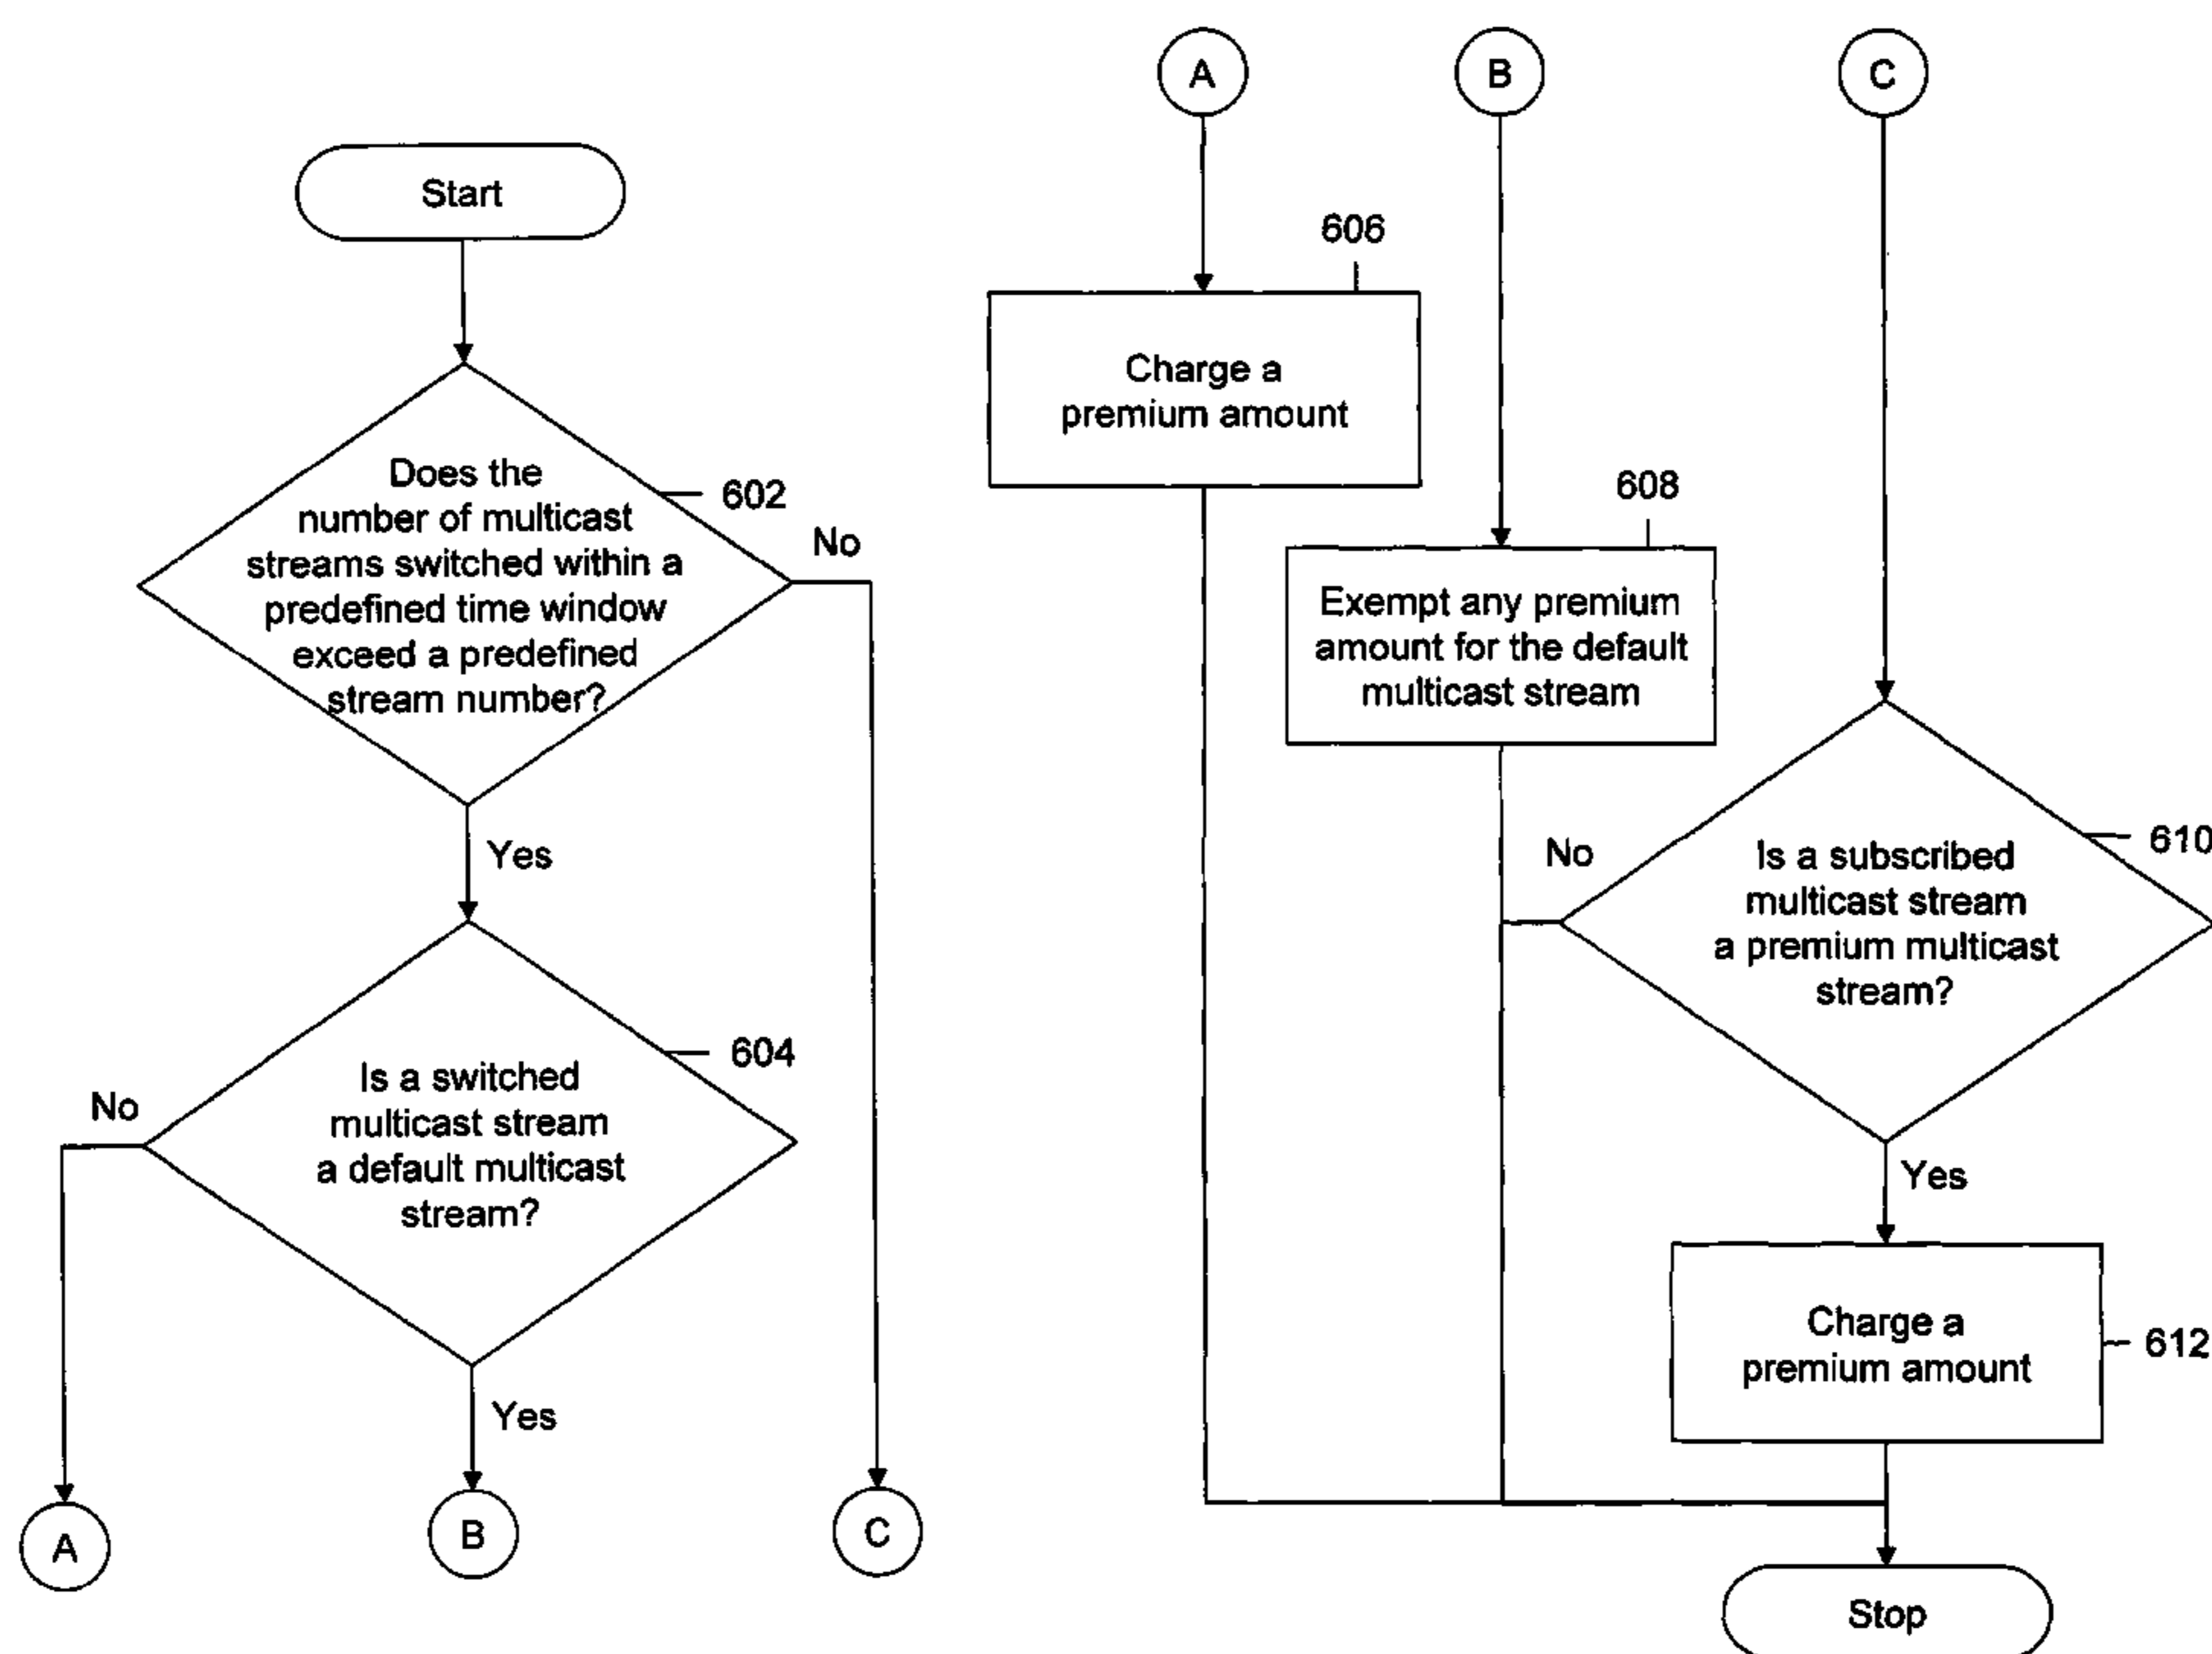 Start
Does the
number of multicast
streams switched within a
predefined time window
exceed a predefined
stream number?
602
No
Yes
Is a switched
multicast stream
a default multicast
stream?
604
No
Yes
A
B
C
A
B
C
606
Charge a
premium amount
608
Exempt any premium
amount for the default
multicast stream
610
No
Is a subscribed
multicast stream
a premium multicast
stream?
Yes
Charge a
premium amount
612
Stop